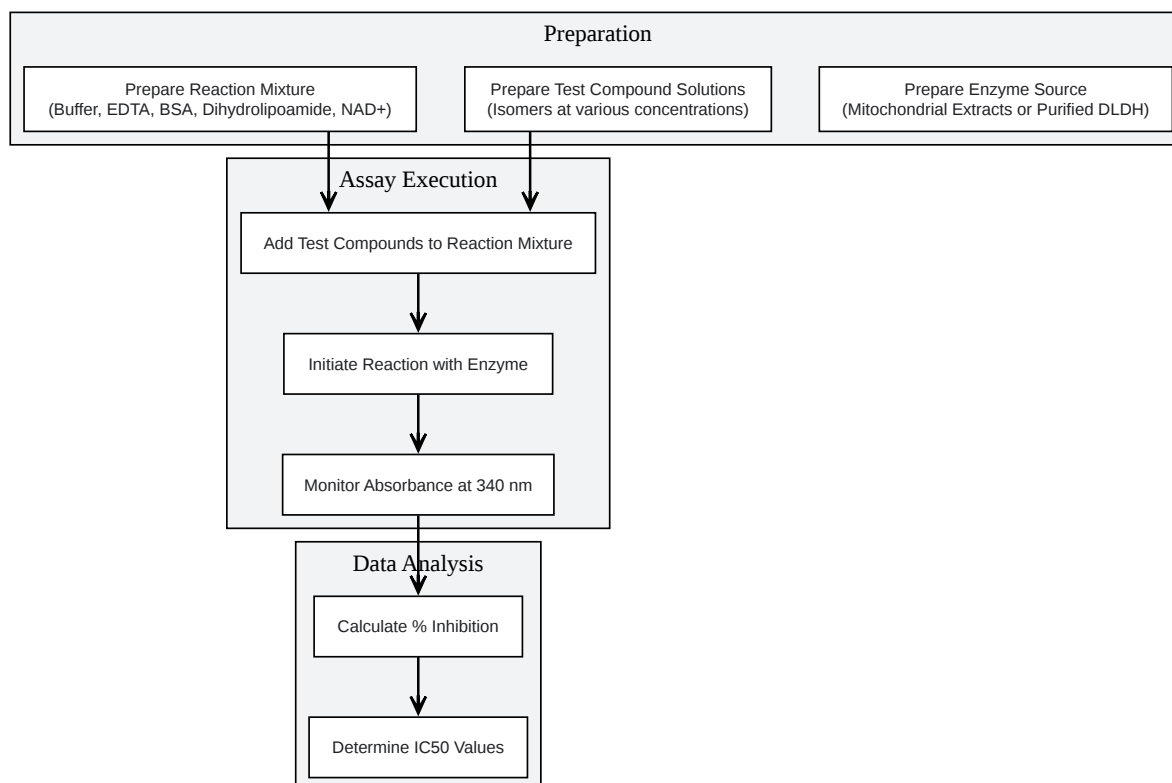 Preparation
Prepare Reaction Mixture
(Buffer, EDTA, BSA, Dihydrolipoamide, NAD+)
Prepare Test Compound Solutions
(Isomers at various concentrations)
Prepare Enzyme Source
(Mitochondrial Extracts or Purified DLDH)
Assay Execution
Add Test Compounds to Reaction Mixture
Initiate Reaction with Enzyme
Monitor Absorbance at 340 nm
Data Analysis
Calculate % Inhibition
Determine IC50 Values